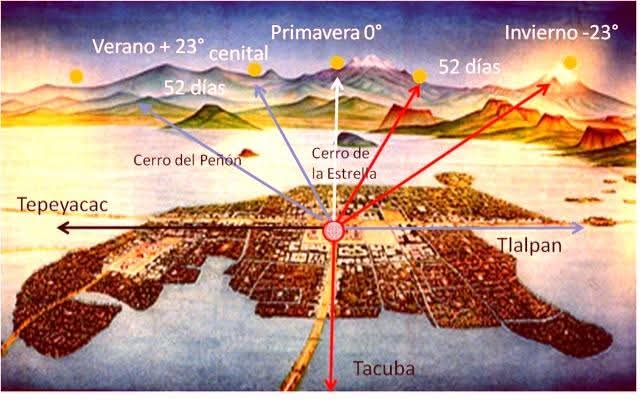 Primavera 0°
Invierno -23°
Verano + 23°
cenital
52 días
52 días
Cerro del Peñón
Cerro de
la Estrella
Tepeyacac
Tlalpan
Tacuba